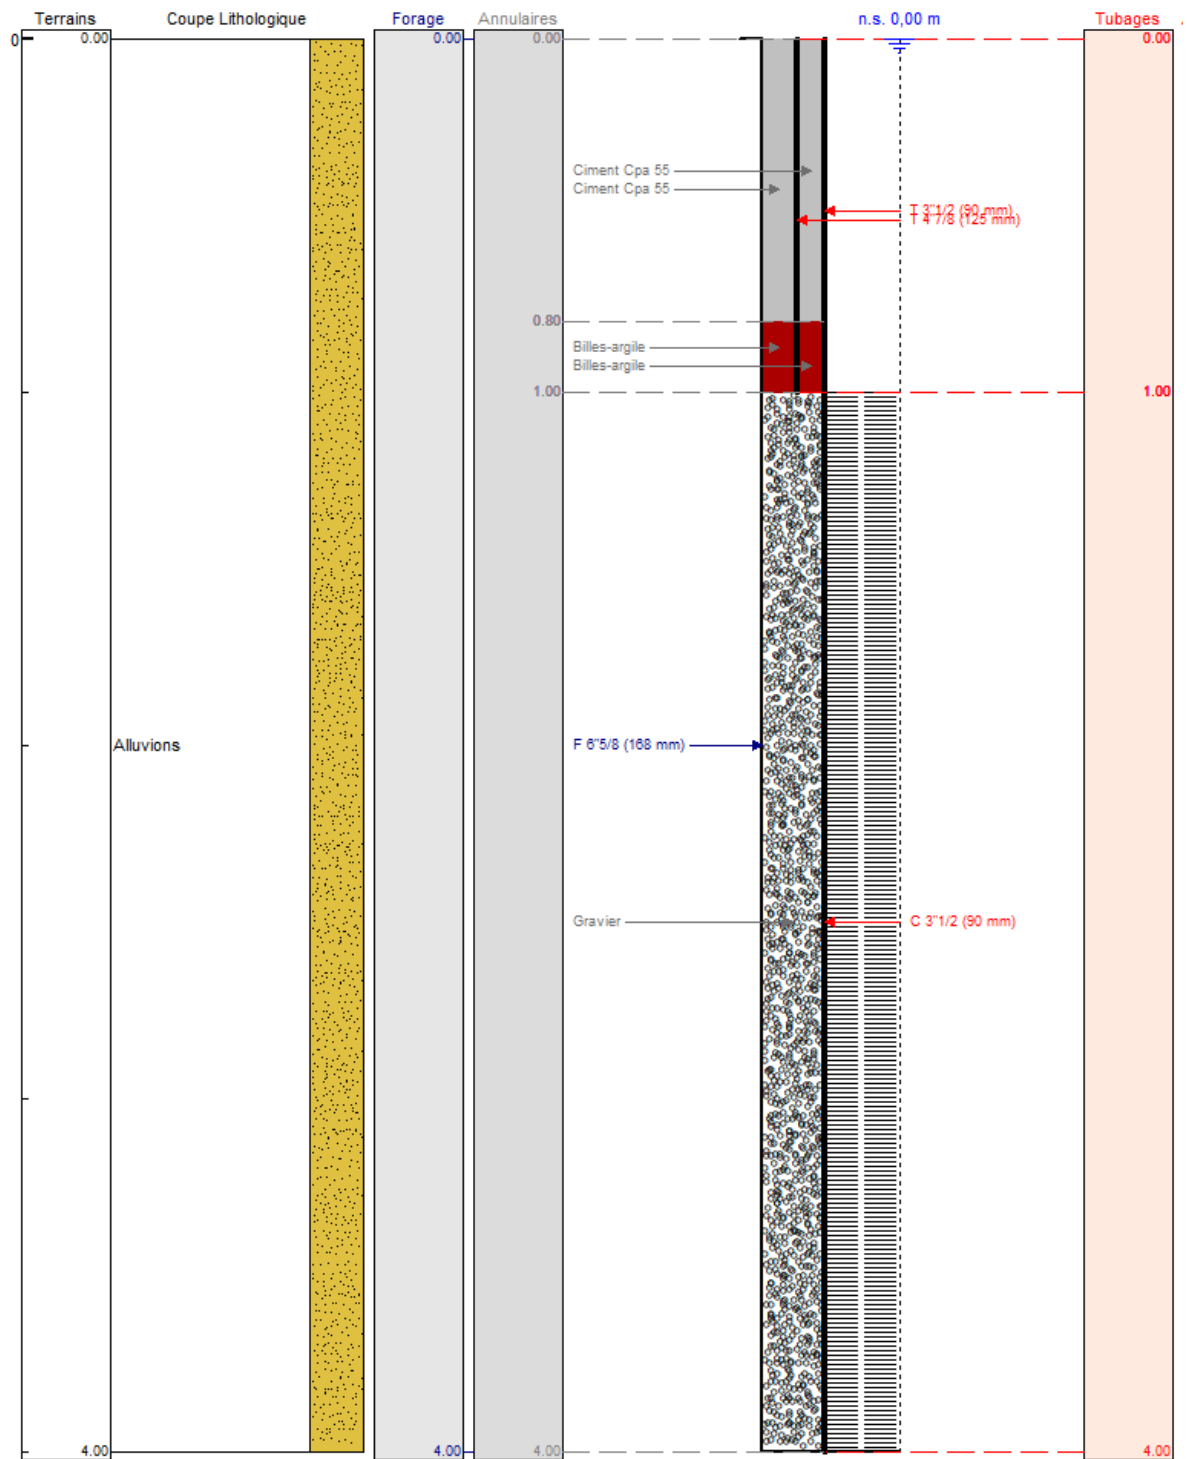 Terrains Coupe Lithologique Forage Annulaires n.s. 0,00 m Tubages
0 0.00 0.00 0.00 0.00
Ciment Cpa 55
Ciment Cpa 55
T 3"1/2 (90 mm)
T 4 7/8 (125 mm)
0.80
Billes-argile
Billes-argile
1.00 1.00
Alluvions F 6"5/8 (168 mm)
Gravier C 3"1/2 (90 mm)
4.00 4.00 4.00 4.00